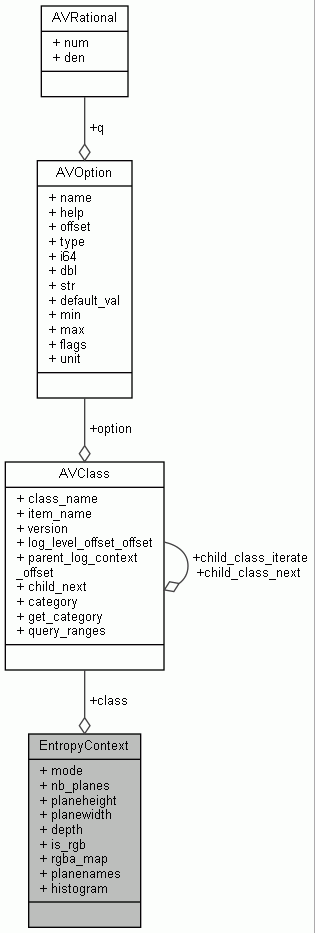 AVRational
+ num
+ den
+q
AVOption
+ name
+ help
+ offset
+ type
+ i64
+ dbl
+ str
+ default_val
+ min
+ max
+ flags
+ unit
+option
AVClass
+ class_name
+ item_name
+ version
+ log_level_offset_offset
+ parent_log_context
_offset
+ child_next
+ category
+ get_category
+ query_ranges
+child_class_iterate
+child_class_next
+class
EntropyContext
+ mode
+ nb_planes
+ planeheight
+ planewidth
+ depth
+ is_rgb
+ rgba_map
+ planenames
+ histogram